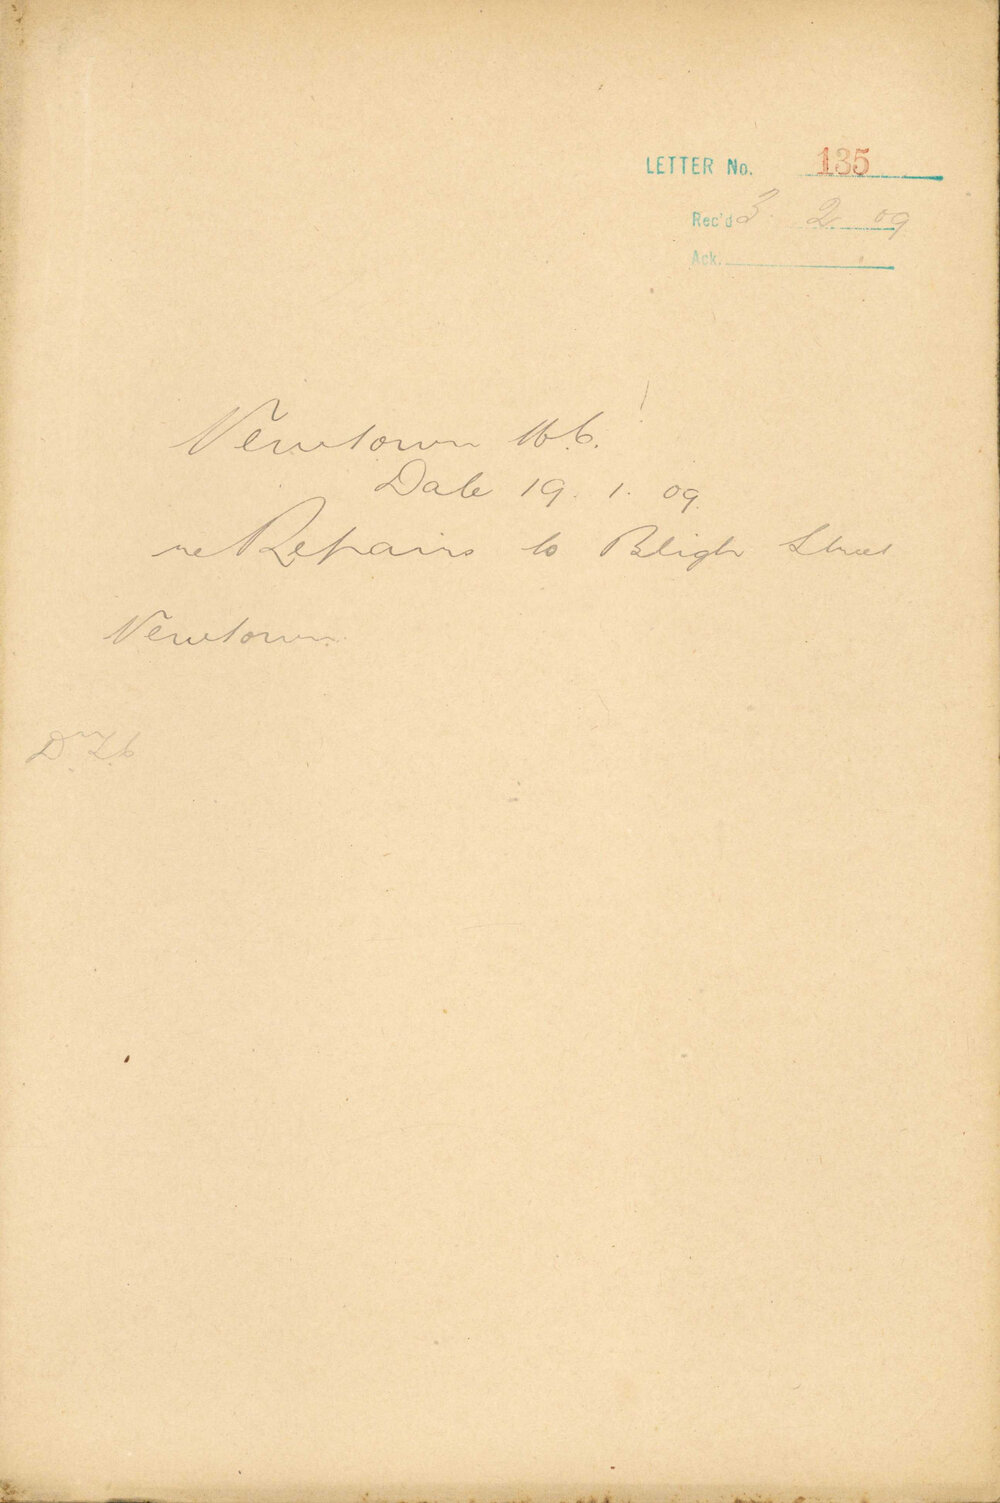 LETTER No. 135
Rec'd 3. 2. 09
Ack.
Newtown M.C.
Date 19. 1. 09.
re Repairs to Bligh Street
Newtown.